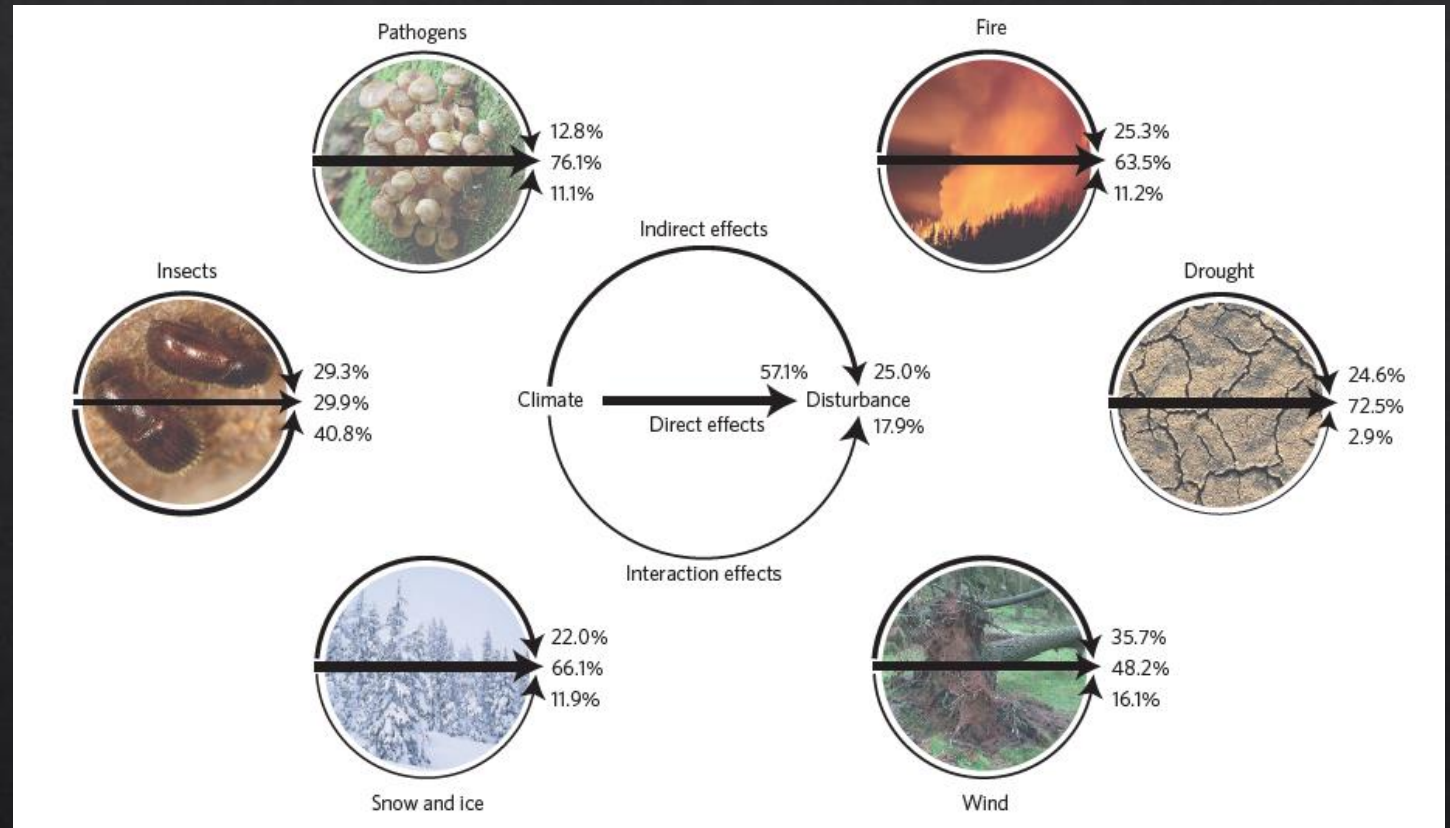 Pathogens
12.8%
76.1%
11.1%
Fire
25.3%
63.5%
11.2%
Insects
29.3%
29.9%
40.8%
Indirect effects
57.1%
25.0%
Climate
Disturbance
Direct effects
17.9%
Interaction effects
Drought
24.6%
72.5%
2.9%
22.0%
66.1%
11.9%
Snow and ice
35.7%
48.2%
16.1%
Wind